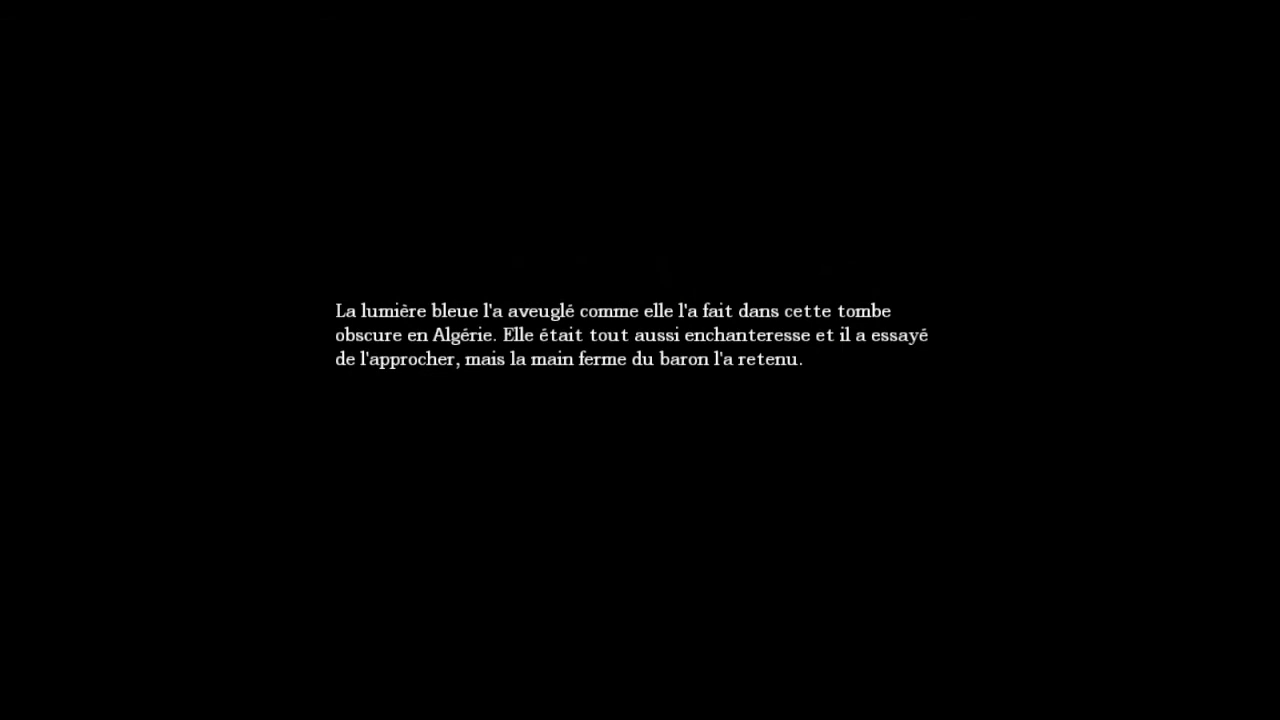 La lumière bleue l'a aveuglé comme elle l'a fait dans cette tombe
obscure en Algérie. Elle était tout aussi enchanteresse et il a essayé
de l'approcher, mais la main ferme du baron l'a retenu.